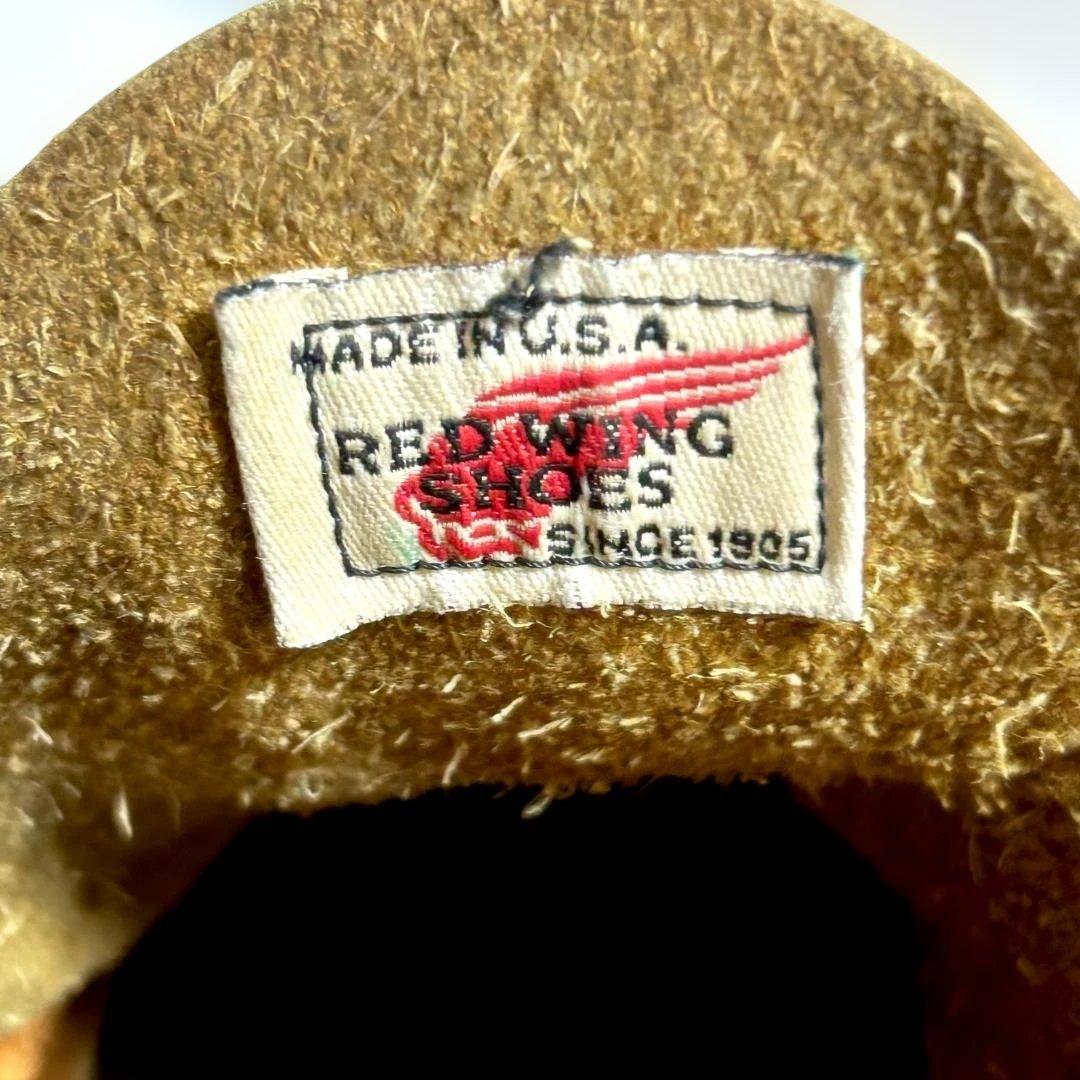 MADE IN U.S.A.
RED WING
SHOES
SINCE 1905